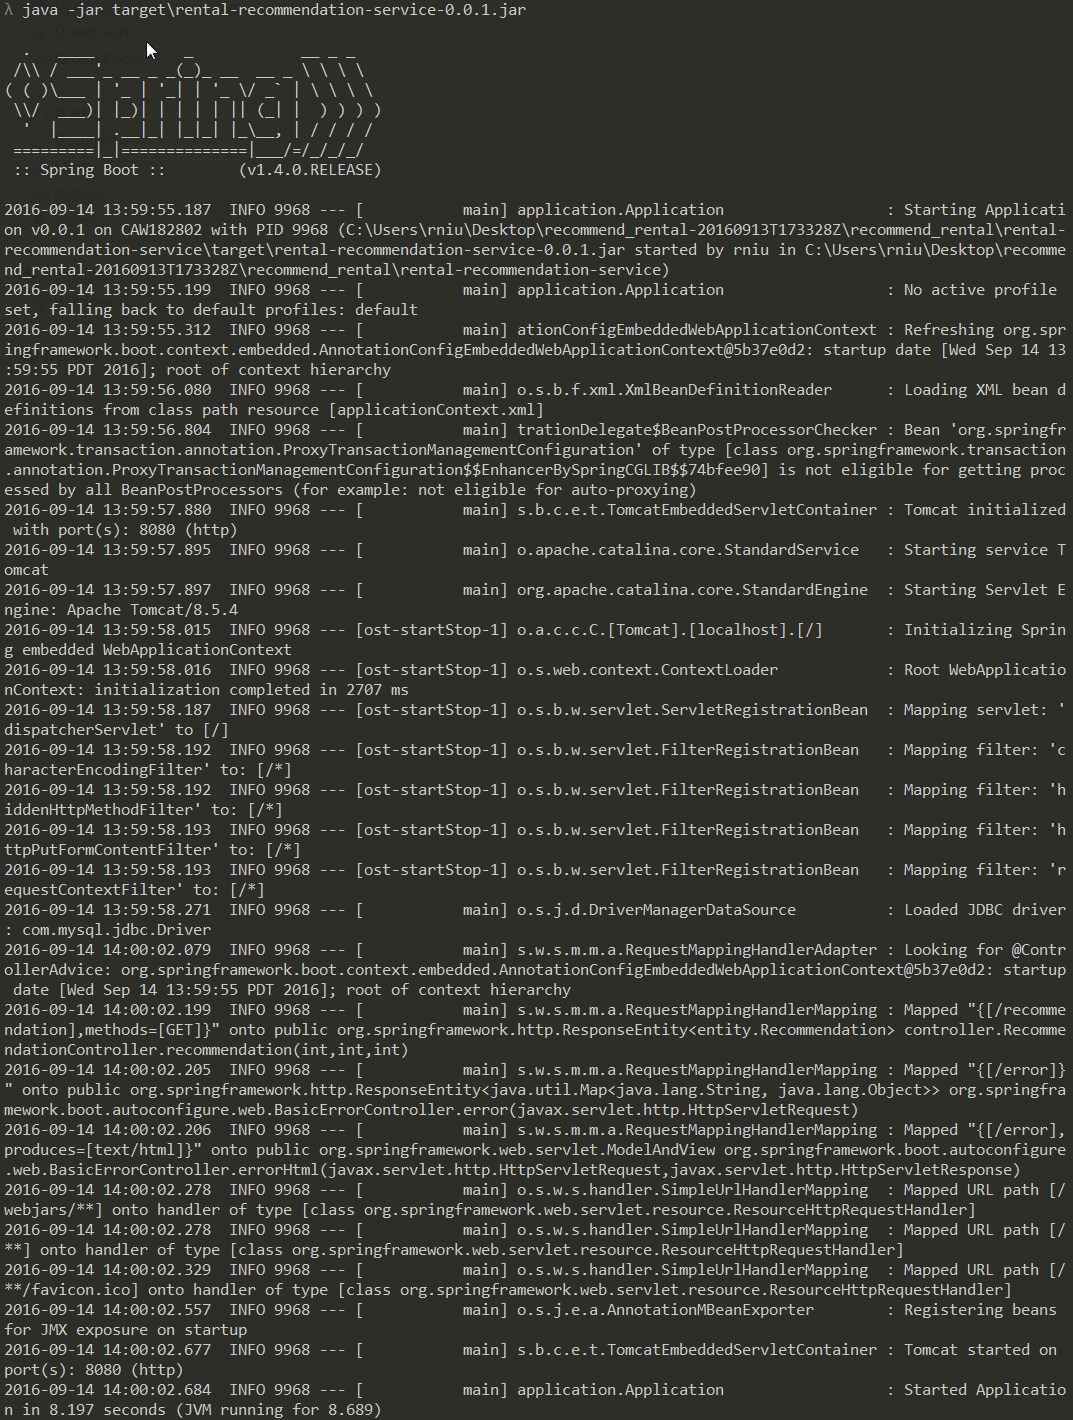 λ java -jar target\rental-recommendation-service-0.0.1.jar
  .   ____          _            __ _ _
 /\\ / ___'_ __ _ _(_)_ __  __ _ \ \ \ \
( ( )\___ | '_ | '_| | '_ \/ _` | \ \ \ \
 \\/  ___)| |_)| | | | | || (_| |  ) ) ) )
  '  |____| .__|_| |_|_| |_\__, | / / / /
 =========|_|==============|___/=/_/_/_/
 :: Spring Boot ::        (v1.4.0.RELEASE)
2016-09-14 13:59:55.187  INFO 9968 --- [           main] application.Application                  : Starting Applicati
on v0.0.1 on CAW182802 with PID 9968 (C:\Users\rniu\Desktop\recommend_rental-20160913T173328Z\recommend_rental\rental-
recommendation-service\target\rental-recommendation-service-0.0.1.jar started by rniu in C:\Users\rniu\Desktop\recomme
nd_rental-20160913T173328Z\recommend_rental\rental-recommendation-service)
2016-09-14 13:59:55.199  INFO 9968 --- [           main] application.Application                  : No active profile
set, falling back to default profiles: default
2016-09-14 13:59:55.312  INFO 9968 --- [           main] ationConfigEmbeddedWebApplicationContext : Refreshing org.spr
ingframework.boot.context.embedded.AnnotationConfigEmbeddedWebApplicationContext@5b37e0d2: startup date [Wed Sep 14 13
:59:55 PDT 2016]; root of context hierarchy
2016-09-14 13:59:56.080  INFO 9968 --- [           main] o.s.b.f.xml.XmlBeanDefinitionReader      : Loading XML bean d
efinitions from class path resource [applicationContext.xml]
2016-09-14 13:59:56.804  INFO 9968 --- [           main] trationDelegate$BeanPostProcessorChecker : Bean 'org.springfr
amework.transaction.annotation.ProxyTransactionManagementConfiguration' of type [class org.springframework.transaction
.annotation.ProxyTransactionManagementConfiguration$$EnhancerBySpringCGLIB$$74bfee90] is not eligible for getting proc
essed by all BeanPostProcessors (for example: not eligible for auto-proxying)
2016-09-14 13:59:57.880  INFO 9968 --- [           main] s.b.c.e.t.TomcatEmbeddedServletContainer : Tomcat initialized
 with port(s): 8080 (http)
2016-09-14 13:59:57.895  INFO 9968 --- [           main] o.apache.catalina.core.StandardService   : Starting service T
omcat
2016-09-14 13:59:57.897  INFO 9968 --- [           main] org.apache.catalina.core.StandardEngine  : Starting Servlet E
ngine: Apache Tomcat/8.5.4
2016-09-14 13:59:58.015  INFO 9968 --- [ost-startStop-1] o.a.c.c.C.[Tomcat].[localhost].[/]       : Initializing Sprin
g embedded WebApplicationContext
2016-09-14 13:59:58.016  INFO 9968 --- [ost-startStop-1] o.s.web.context.ContextLoader            : Root WebApplicatio
nContext: initialization completed in 2707 ms
2016-09-14 13:59:58.187  INFO 9968 --- [ost-startStop-1] o.s.b.w.servlet.ServletRegistrationBean  : Mapping servlet: '
dispatcherServlet' to [/]
2016-09-14 13:59:58.192  INFO 9968 --- [ost-startStop-1] o.s.b.w.servlet.FilterRegistrationBean   : Mapping filter: 'c
haracterEncodingFilter' to: [/*]
2016-09-14 13:59:58.192  INFO 9968 --- [ost-startStop-1] o.s.b.w.servlet.FilterRegistrationBean   : Mapping filter: 'h
iddenHttpMethodFilter' to: [/*]
2016-09-14 13:59:58.193  INFO 9968 --- [ost-startStop-1] o.s.b.w.servlet.FilterRegistrationBean   : Mapping filter: 'h
ttpPutFormContentFilter' to: [/*]
2016-09-14 13:59:58.193  INFO 9968 --- [ost-startStop-1] o.s.b.w.servlet.FilterRegistrationBean   : Mapping filter: 'r
equestContextFilter' to: [/*]
2016-09-14 13:59:58.271  INFO 9968 --- [           main] o.s.j.d.DriverManagerDataSource          : Loaded JDBC driver
: com.mysql.jdbc.Driver
2016-09-14 14:00:02.079  INFO 9968 --- [           main] s.w.s.m.m.a.RequestMappingHandlerAdapter : Looking for @Contr
ollerAdvice: org.springframework.boot.context.embedded.AnnotationConfigEmbeddedWebApplicationContext@5b37e0d2: startup
 date [Wed Sep 14 13:59:55 PDT 2016]; root of context hierarchy
2016-09-14 14:00:02.199  INFO 9968 --- [           main] s.w.s.m.m.a.RequestMappingHandlerMapping : Mapped "{[/recomme
ndation],methods=[GET]}" onto public org.springframework.http.ResponseEntity<entity.Recommendation> controller.Recomme
ndationController.recommendation(int,int,int)
2016-09-14 14:00:02.205  INFO 9968 --- [           main] s.w.s.m.m.a.RequestMappingHandlerMapping : Mapped "{[/error]}
" onto public org.springframework.http.ResponseEntity<java.util.Map<java.lang.String, java.lang.Object>> org.springfra
mework.boot.autoconfigure.web.BasicErrorController.error(javax.servlet.http.HttpServletRequest)
2016-09-14 14:00:02.206  INFO 9968 --- [           main] s.w.s.m.m.a.RequestMappingHandlerMapping : Mapped "{[/error],
produces=[text/html]}" onto public org.springframework.web.servlet.ModelAndView org.springframework.boot.autoconfigure
.web.BasicErrorController.errorHtml(javax.servlet.http.HttpServletRequest,javax.servlet.http.HttpServletResponse)
2016-09-14 14:00:02.278  INFO 9968 --- [           main] o.s.w.s.handler.SimpleUrlHandlerMapping  : Mapped URL path [/
webjars/**] onto handler of type [class org.springframework.web.servlet.resource.ResourceHttpRequestHandler]
2016-09-14 14:00:02.278  INFO 9968 --- [           main] o.s.w.s.handler.SimpleUrlHandlerMapping  : Mapped URL path [/
**] onto handler of type [class org.springframework.web.servlet.resource.ResourceHttpRequestHandler]
2016-09-14 14:00:02.329  INFO 9968 --- [           main] o.s.w.s.handler.SimpleUrlHandlerMapping  : Mapped URL path [/
**/favicon.ico] onto handler of type [class org.springframework.web.servlet.resource.ResourceHttpRequestHandler]
2016-09-14 14:00:02.557  INFO 9968 --- [           main] o.s.j.e.a.AnnotationMBeanExporter        : Registering beans
for JMX exposure on startup
2016-09-14 14:00:02.677  INFO 9968 --- [           main] s.b.c.e.t.TomcatEmbeddedServletContainer : Tomcat started on
port(s): 8080 (http)
2016-09-14 14:00:02.684  INFO 9968 --- [           main] application.Application                  : Started Applicatio
n in 8.197 seconds (JVM running for 8.689)